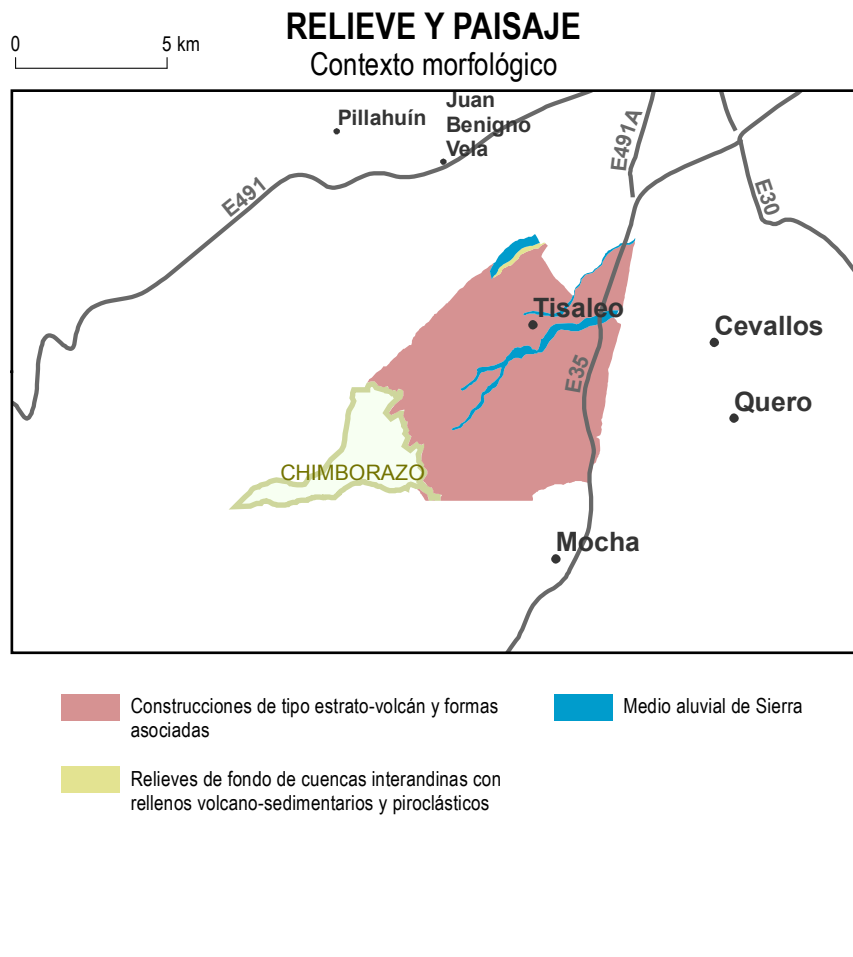 RELIEVE Y PAISAJE
Contexto morfológico
0 5 km
Pillahuín
Juan
Benigno
Vela
E491
E491A
E30
Tisaleo
Cevallos
E35
Quero
CHIMBORAZO
Mocha
Construcciones de tipo estrato-volcán y formas
asociadas
Medio aluvial de Sierra
Relieves de fondo de cuencas interandinas con
rellenos volcano-sedimentarios y piroclásticos